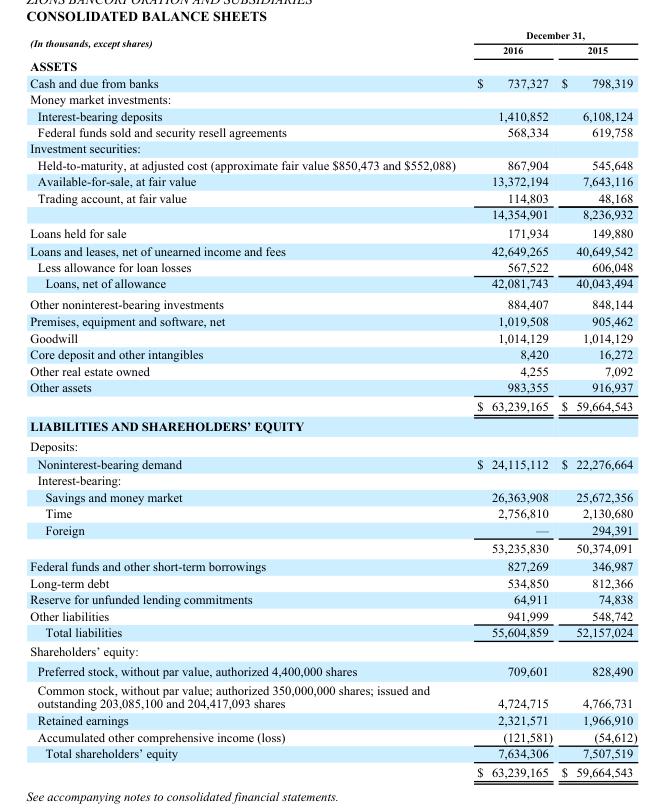 ZIONS BANCORPORATION AND SUBSIDIARIES
CONSOLIDATED BALANCE SHEETS
(In thousands, except shares) December 31,
2016 2015
ASSETS
Cash and due from banks $ 737,327 $ 798,319
Money market investments:
Interest-bearing deposits 1,410,852 6,108,124
Federal funds sold and security resell agreements 568,334 619,758
Investment securities:
Held-to-maturity, at adjusted cost (approximate fair value $850,473 and $552,088) 867,904 545,648
Available-for-sale, at fair value 13,372,194 7,643,116
Trading account, at fair value 114,803 48,168
14,354,901 8,236,932
Loans held for sale 171,934 149,880
Loans and leases, net of unearned income and fees 42,649,265 40,649,542
Less allowance for loan losses 567,522 606,048
Loans, net of allowance 42,081,743 40,043,494
Other noninterest-bearing investments 884,407 848,144
Premises, equipment and software, net 1,019,508 905,462
Goodwill 1,014,129 1,014,129
Core deposit and other intangibles 8,420 16,272
Other real estate owned 4,255 7,092
Other assets 983,355 916,937
$ 63,239,165 $ 59,664,543
LIABILITIES AND SHAREHOLDERS' EQUITY
Deposits:
Noninterest-bearing demand $ 24,115,112 $ 22,276,664
Interest-bearing:
Savings and money market 26,363,908 25,672,356
Time 2,756,810 2,130,680
Foreign — 294,391
53,235,830 50,374,091
Federal funds and other short-term borrowings 827,269 346,987
Long-term debt 534,850 812,366
Reserve for unfunded lending commitments 64,911 74,838
Other liabilities 941,999 548,742
Total liabilities 55,604,859 52,157,024
Shareholders' equity:
Preferred stock, without par value, authorized 4,400,000 shares 709,601 828,490
Common stock, without par value; authorized 350,000,000 shares; issued and
outstanding 203,085,100 and 204,417,093 shares 4,724,715 4,766,731
Retained earnings 2,321,571 1,966,910
Accumulated other comprehensive income (loss) (121,581) (54,612)
Total shareholders' equity 7,634,306 7,507,519
$ 63,239,165 $ 59,664,543
See accompanying notes to consolidated financial statements.